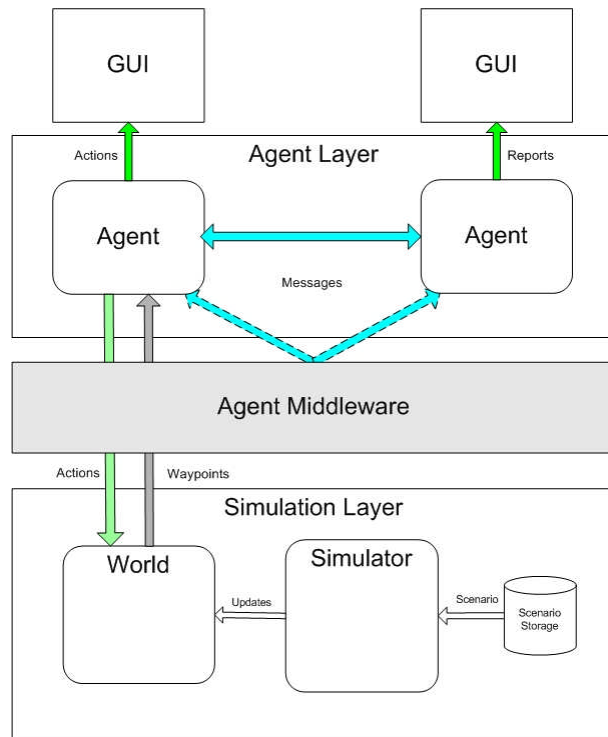 GUI
GUI
Actions
Agent Layer
Reports
Agent
Agent
Messages
Agent Middleware
Actions
Waypoints
Simulation Layer
World
Simulator
Updates
Scenario
Scenario
Storage